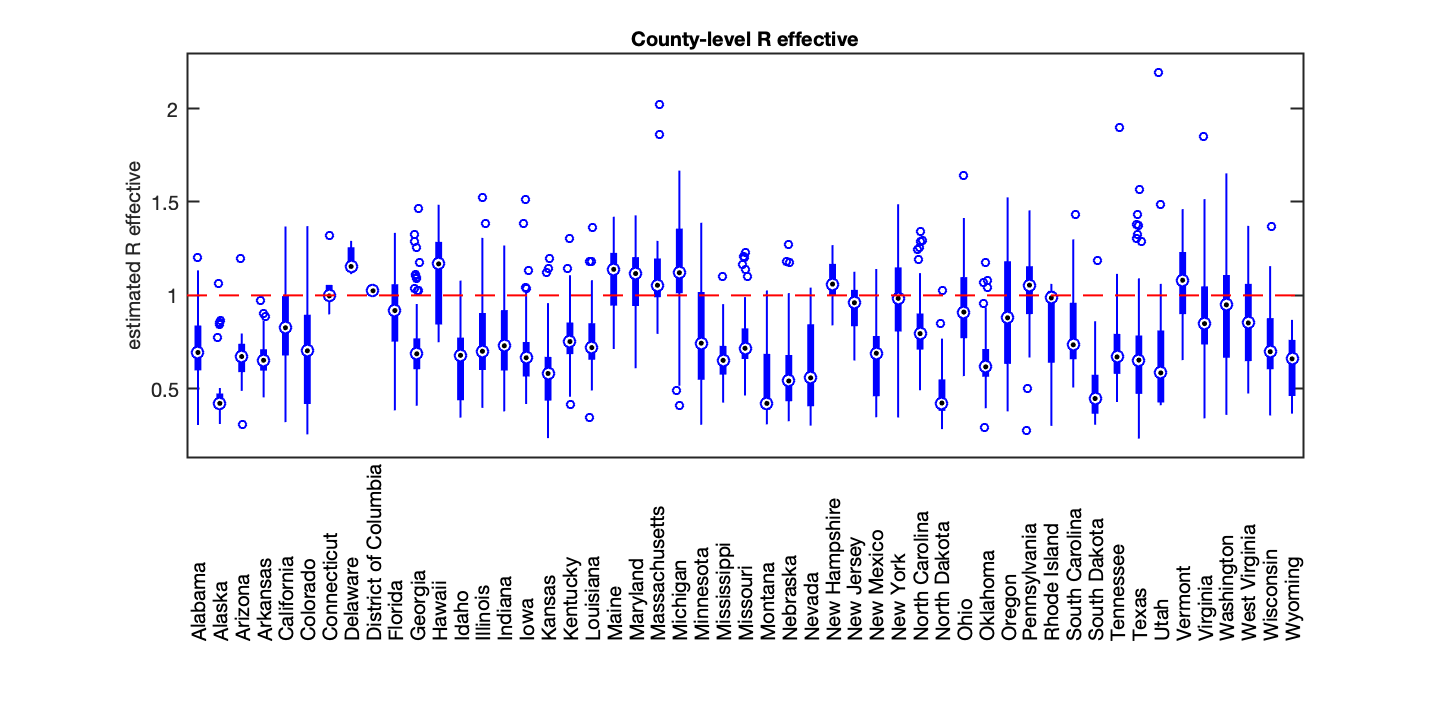 County-level R effective
estimated R effective
2
1.5
1
0.5
Alabama
Alaska
Arizona
Arkansas
California
Colorado
Connecticut
Delaware
District of Columbia
Florida
Georgia
Hawaii
Idaho
Illinois
Indiana
Iowa
Kansas
Kentucky
Louisiana
Maine
Maryland
Massachusetts
Michigan
Minnesota
Mississippi
Missouri
Montana
Nebraska
Nevada
New Hampshire
New Jersey
New Mexico
New York
North Carolina
North Dakota
Ohio
Oklahoma
Oregon
Pennsylvania
Rhode Island
South Carolina
South Dakota
Tennessee
Texas
Utah
Vermont
Virginia
Washington
West Virginia
Wisconsin
Wyoming